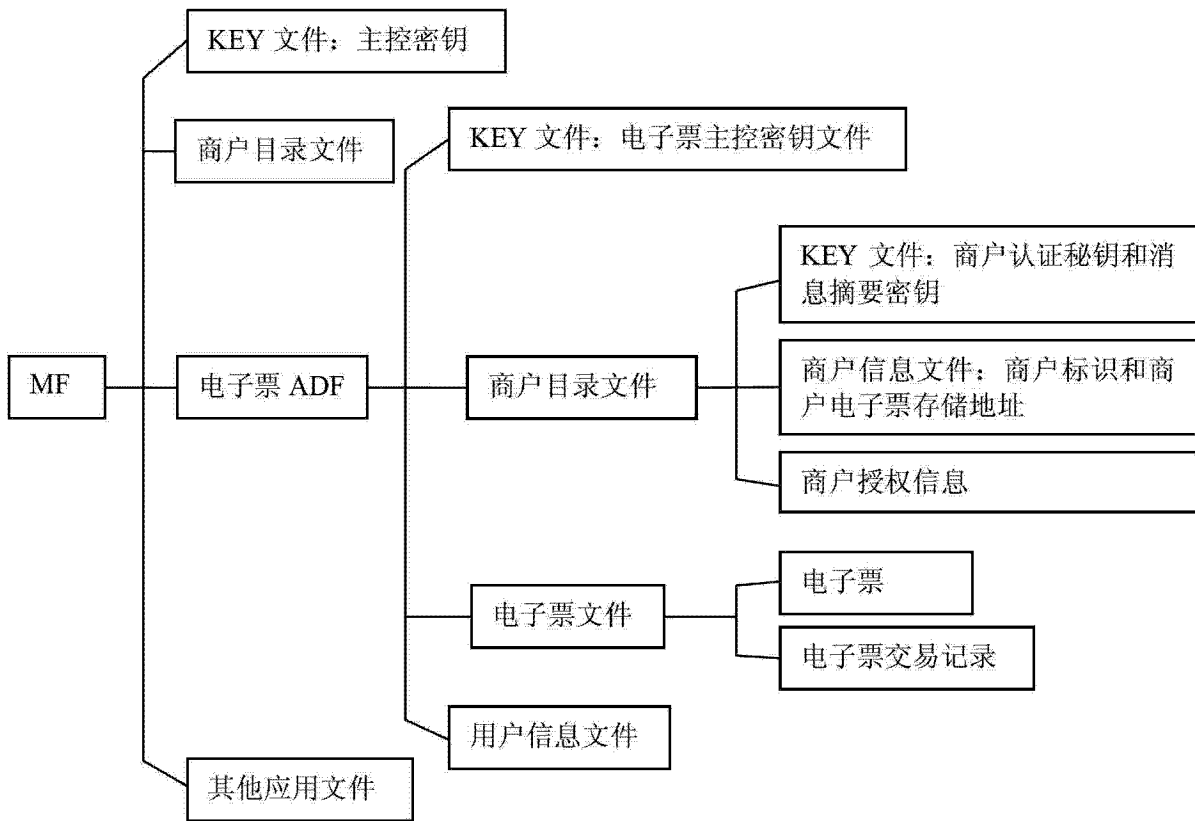 KEY 文件：主控密钥
商户目录文件
KEY 文件：电子票主控密钥文件
KEY 文件：商户认证秘钥和消
息摘要密钥
MF
电子票 ADF
商户目录文件
商户信息文件：商户标识和商
户电子票存储地址
商户授权信息
电子票文件
电子票
电子票交易记录
用户信息文件
其他应用文件